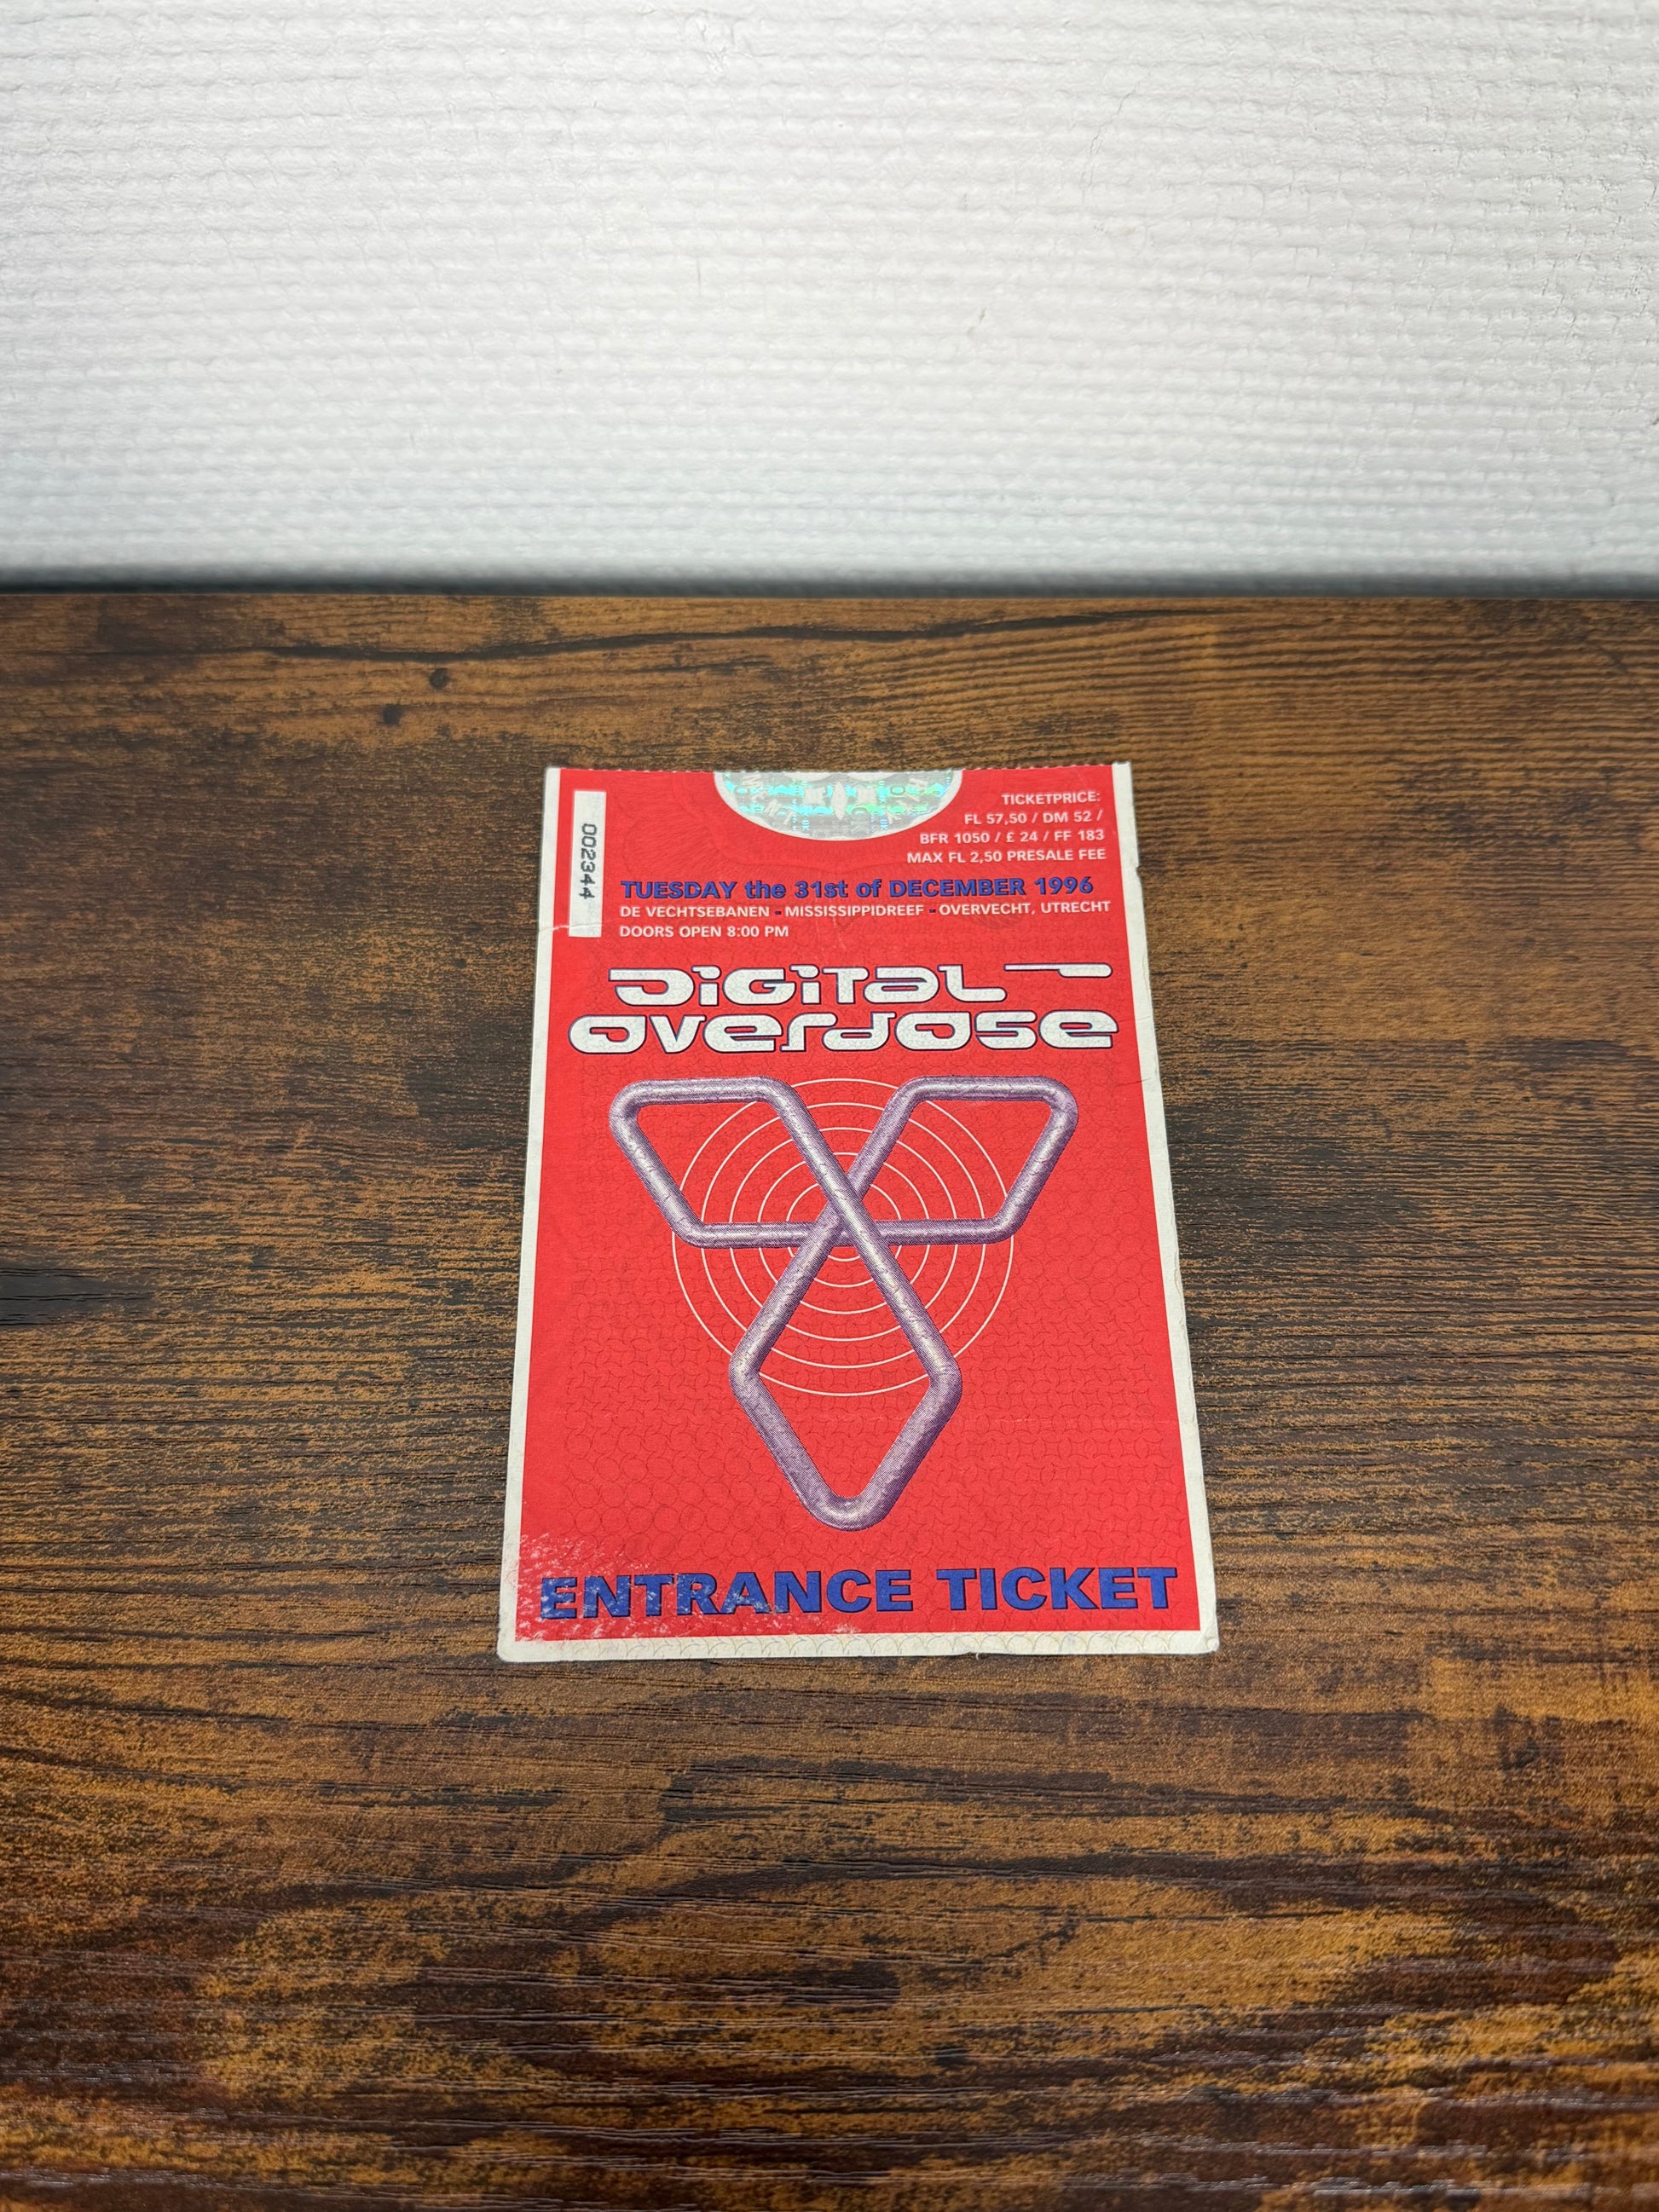 002344
TICKETPRICE:
FL 57,50 / DM 52 /
BFR 1050 / £ 24 / FF 183
MAX FL 2,50 PRESALE FEE
TUESDAY the 31st of DECEMBER 1996
DE VECHTSEBANEN - MISSISSIPPIDREEF - OVERVECHT, UTRECHT
DOORS OPEN 8:00 PM
DIGITAL
OVERDOSE
ENTRANCE TICKET